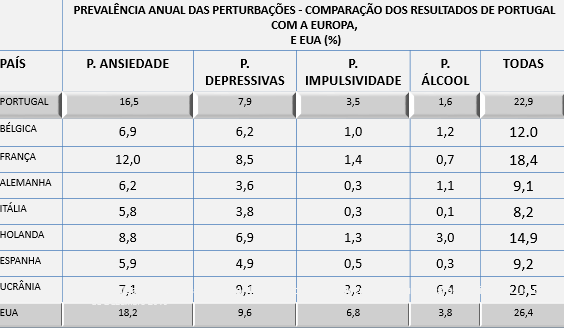 PREVALÊNCIA ANUAL DAS PERTURBAÇÕES - COMPARAÇÃO DOS RESULTADOS DE PORTUGAL
COM A EUROPA,
E EUA (%)
PAÍS P. ANSIEDADE P. DEPRESSIVAS P. IMPULSIVIDADE P. ÁLCOOL TODAS
PORTUGAL 16,5 7,9 3,5 1,6 22,9
BÉLGICA 6,9 6,2 1,0 1,2 12.0
FRANÇA 12,0 8,5 1,4 0,7 18,4
ALEMANHA 6,2 3,6 0,3 1,1 9,1
ITÁLIA 5,8 3,8 0,3 0,1 8,2
HOLANDA 8,8 6,9 1,3 3,0 14,9
ESPANHA 5,9 4,9 0,5 0,3 9,2
UCRÂNIA 7,1 9,1 3,2 6,4 20,5
EUA 18,2 9,6 6,8 3,8 26,4